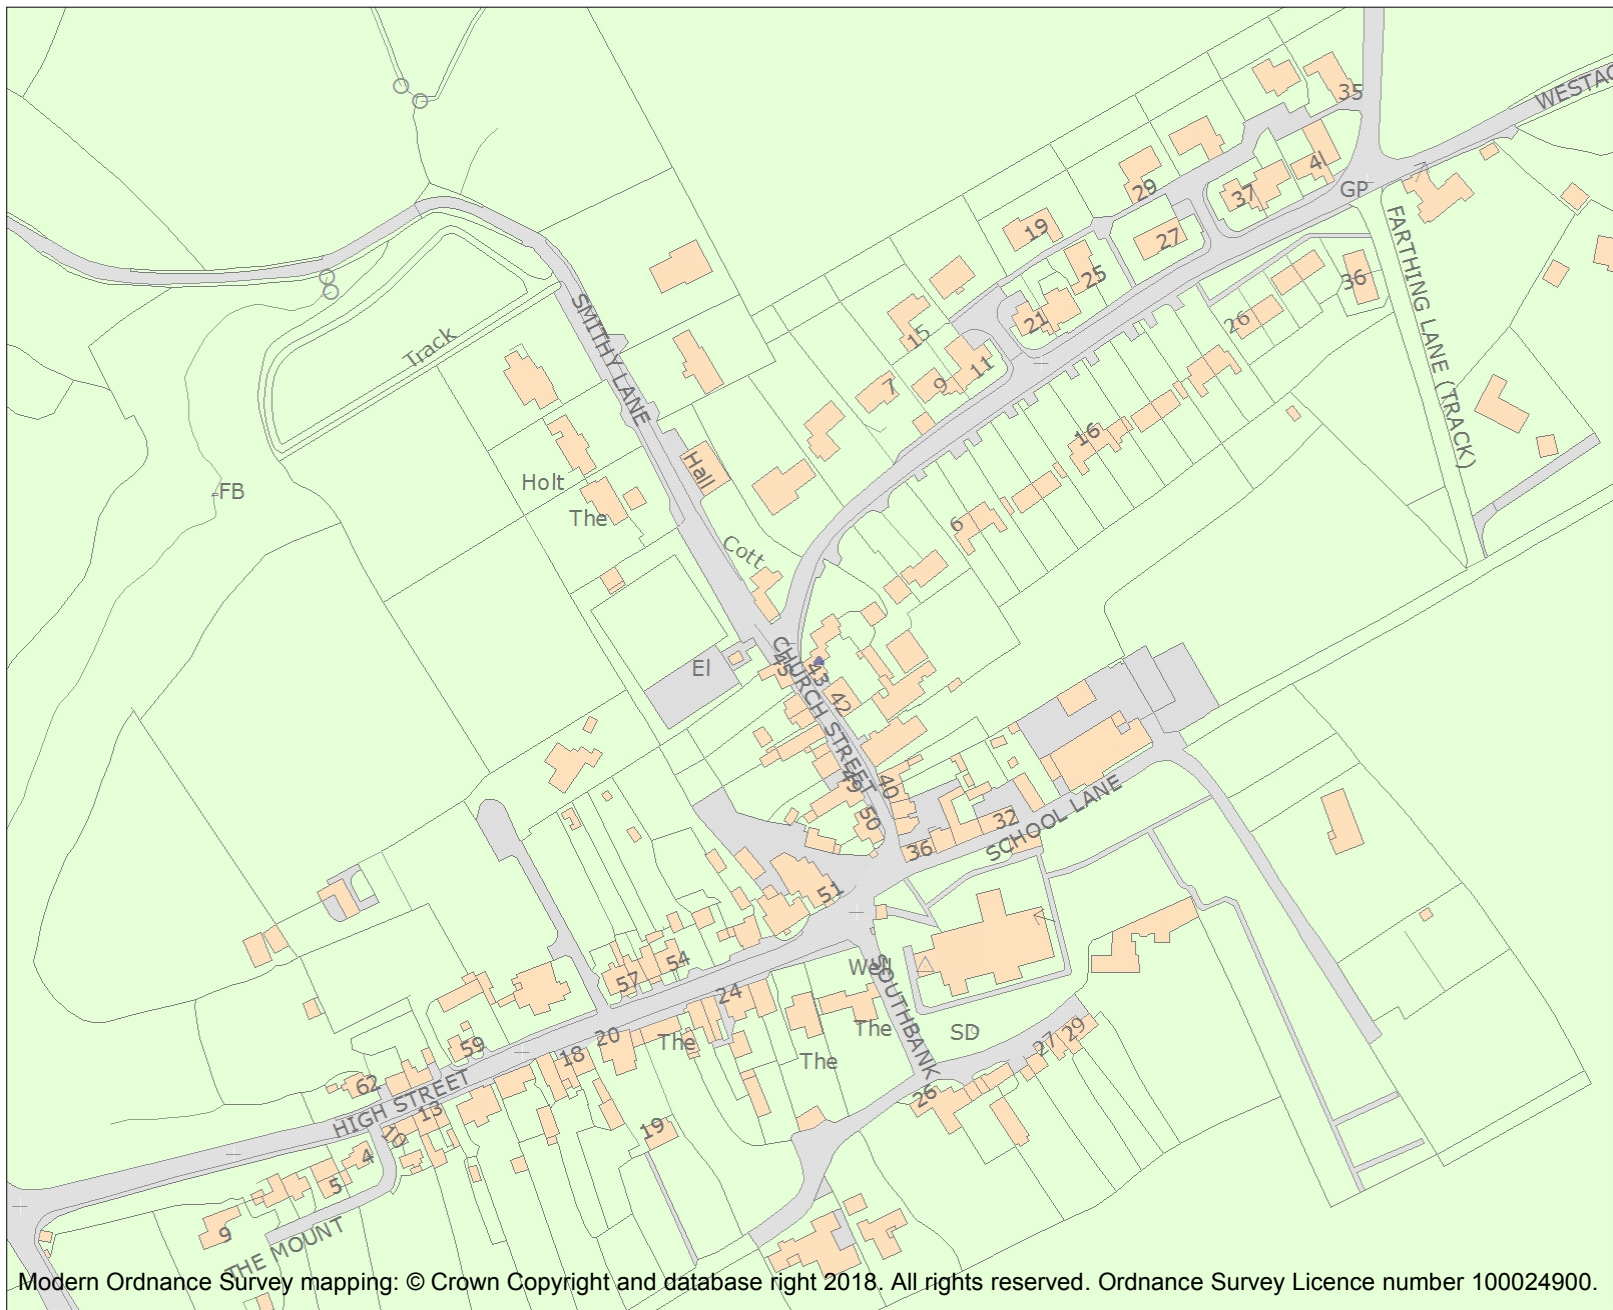 35
WESTAC
41
GP
29
37
19
27
FARTHING LANE (TRACK)
25
36
SMITHY LANE
21
26
15
Track
11
7
9
16
Hall
Holt
FB
The
6
Cott
CHURCH STREET
45
El
43
42
49
40
50
32
SCHOOL LANE
36
51
54
Well
SOUTHBANK
57
24
SD
The
The
20
27
29
59
18
The
62
26
HIGH STREET
13
10
19
4
5
9
THE MOUNT
Modern Ordnance Survey mapping: © Crown Copyright and database right 2018. All rights reserved. Ordnance Survey Licence number 100024900.